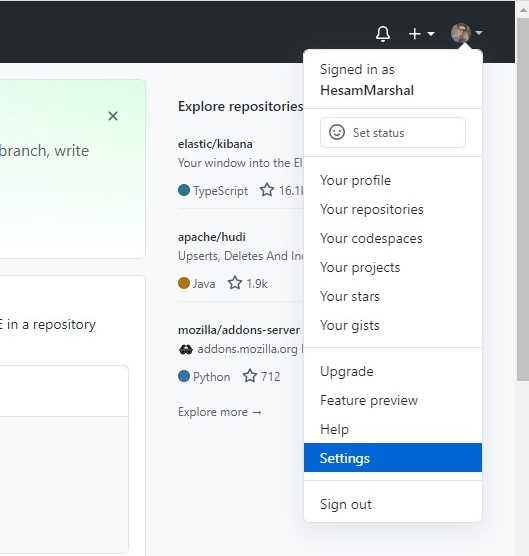 Signed in as
HesamMarshal
Set status
Your profile
Your repositories
Your codespaces
Your projects
Your stars
Your gists
Upgrade
Feature preview
Help
Settings
Sign out
branch, write
in a repository
Explore repositories
elastic/kibana
Your window into the
TypeScript 16.1
apache/hudi
Upserts, Deletes And
Java 1.9k
mozilla/addons-server
addons.mozilla.org
Python 712
Explore more →